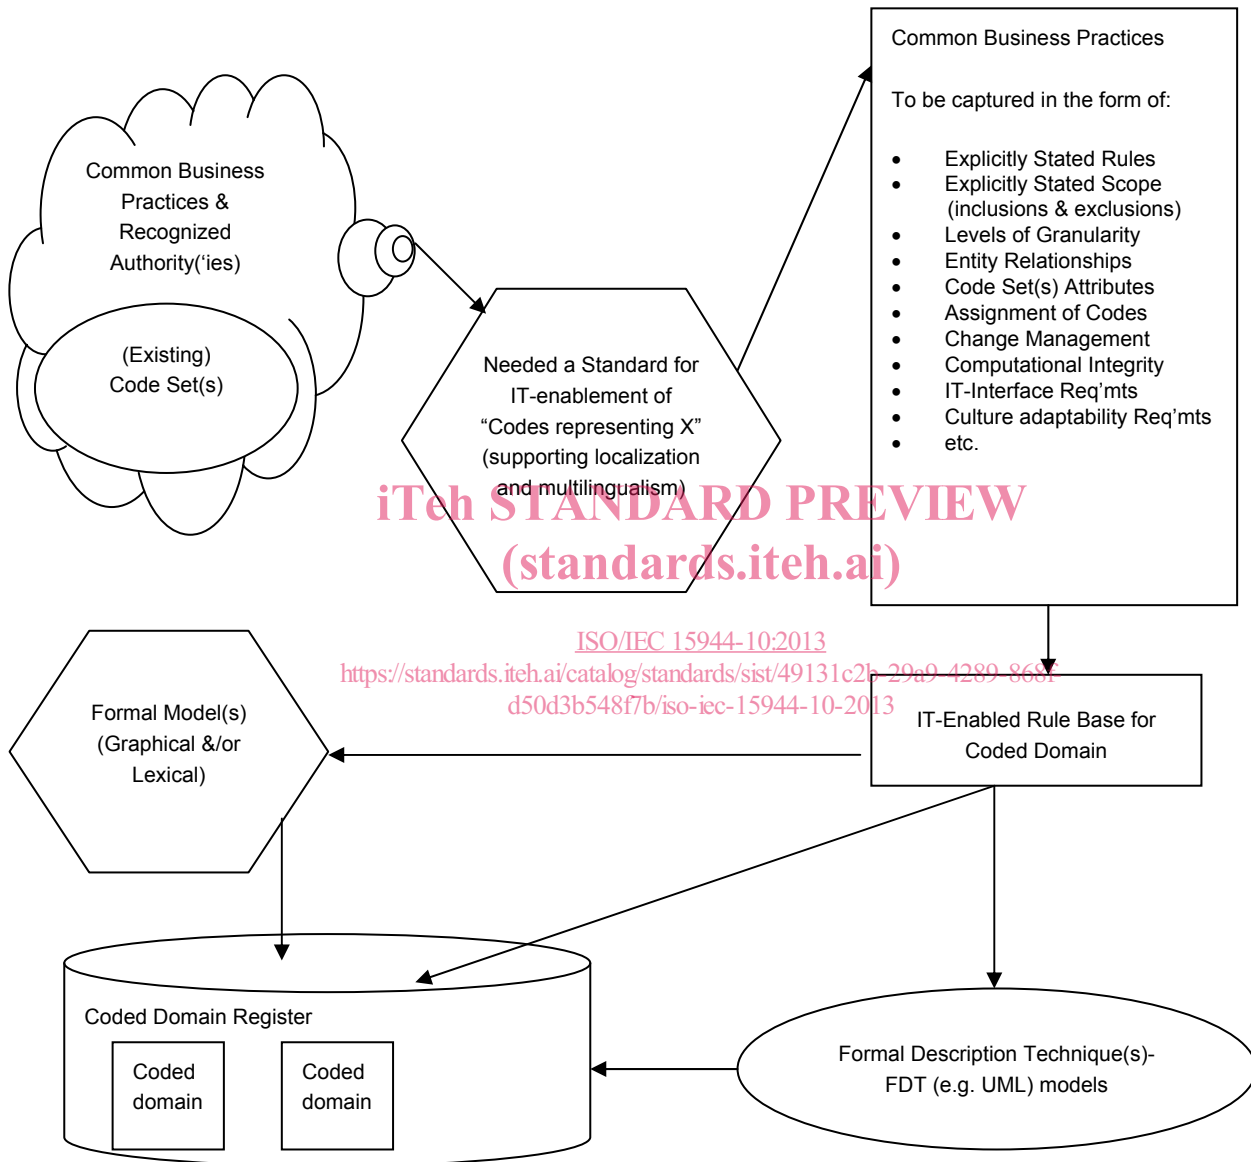 Common Business
Practices &
Recognized
Authority(‘ies)
(Existing)
Code Set(s)
Needed a Standard for
IT-enablement of
“Codes representing X”
(supporting localization
and multilingualism)
Common Business Practices
To be captured in the form of:
• Explicitly Stated Rules
• Explicitly Stated Scope
(inclusions & exclusions)
• Levels of Granularity
• Entity Relationships
• Code Set(s) Attributes
• Assignment of Codes
• Change Management
• Computational Integrity
• IT-Interface Req’mts
• Culture adaptability Req’mts
• etc.
iTeh STANDARD PREVIEW
(standards.iteh.ai)
ISO/IEC 15944-10:2013
https://standards.iteh.ai/catalog/standards/sist/49131c2b-29a9-4289-868f-
d50d3b548f7b/iso-iec-15944-10-2013
Formal Model(s)
(Graphical &/or
Lexical)
IT-Enabled Rule Base for
Coded Domain
Coded Domain Register
Coded
domain
Coded
domain
Formal Description Technique(s)-
FDT (e.g. UML) models